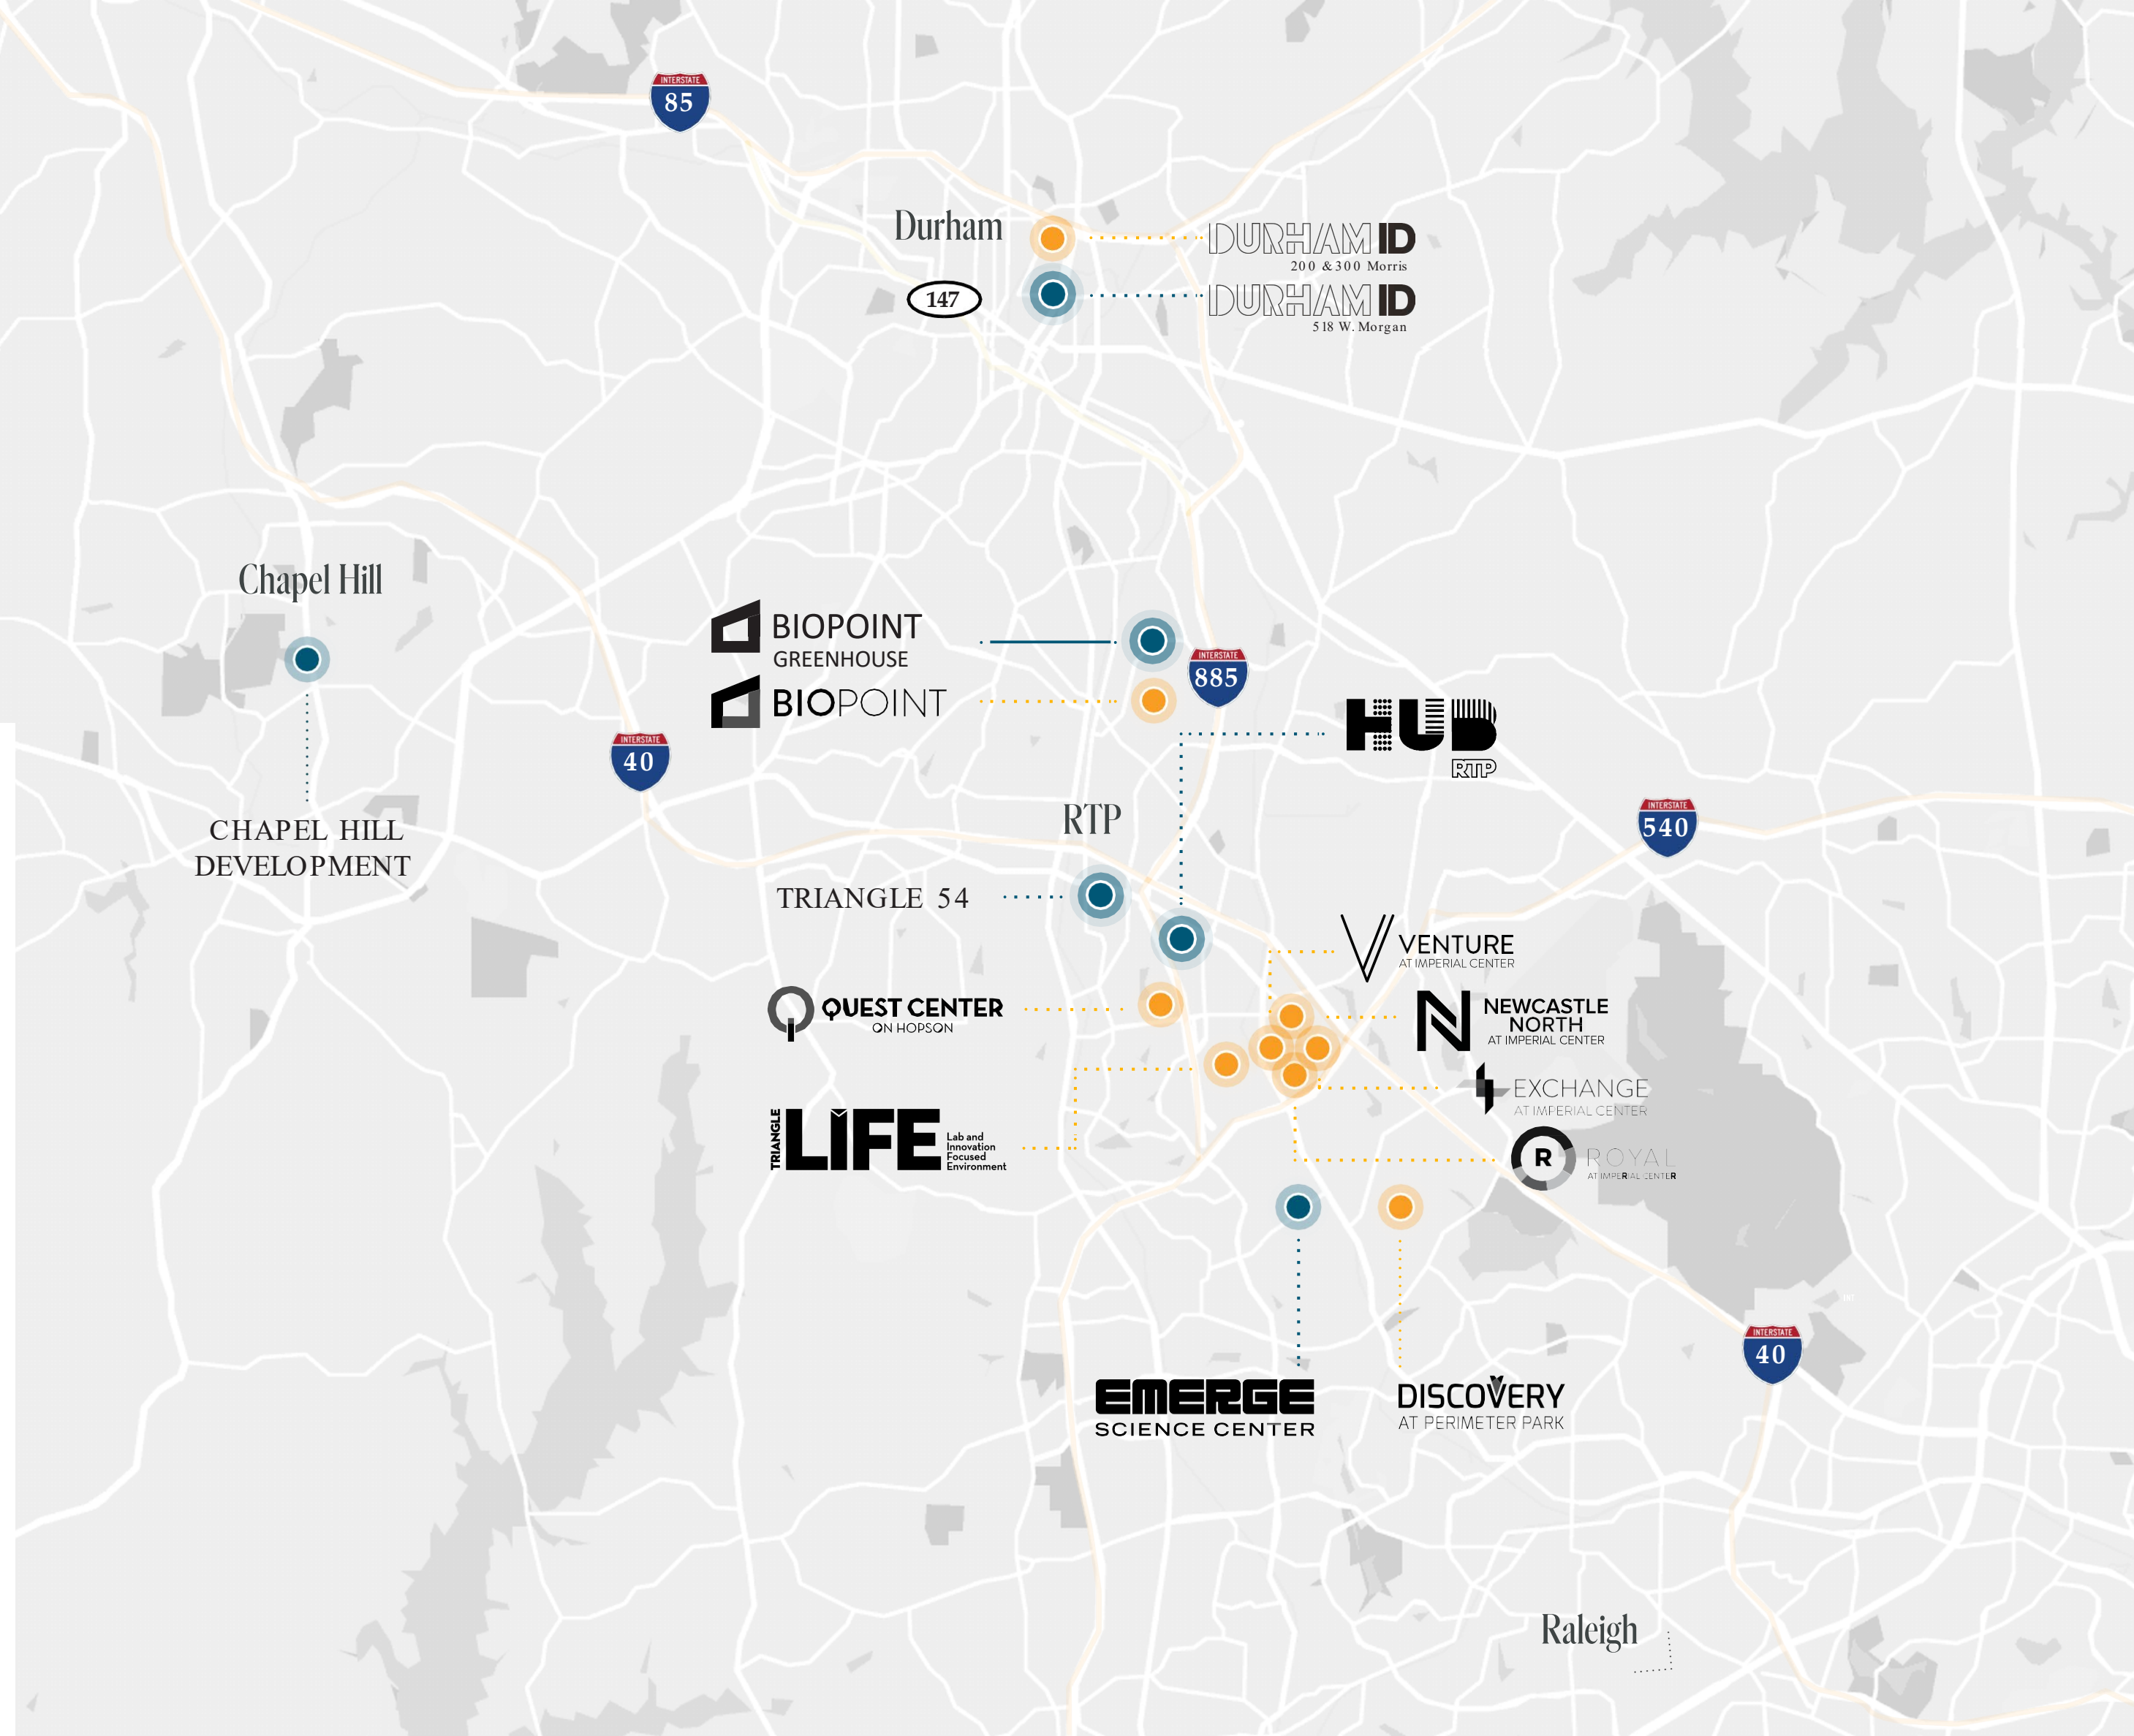 INTERSTATE
85
Durham
DURHAM ID
200 & 300 Morris
147
DURHAM ID
518 W. Morgan
Chapel Hill
BIOPOINT
GREENHOUSE
INTERSTATE
885
BIOPOINT
HUB
RTP
INTERSTATE
40
INTERSTATE
540
RTP
CHAPEL HILL
DEVELOPMENT
TRIANGLE 54
VENTURE
AT IMPERIAL CENTER
QUEST CENTER
ON HOPSON
N NEWCASTLE
NORTH
AT IMPERIAL CENTER
EXCHANGE
AT IMPERIAL CENTER
TRIANGLE
LIFE
Lab and
Innovation
Focused
Environment
R ROYAL
AT IMPERIAL CENTER
INTERSTATE
40
EMERGE
SCIENCE CENTER
DISCOVERY
AT PERIMETER PARK
Raleigh